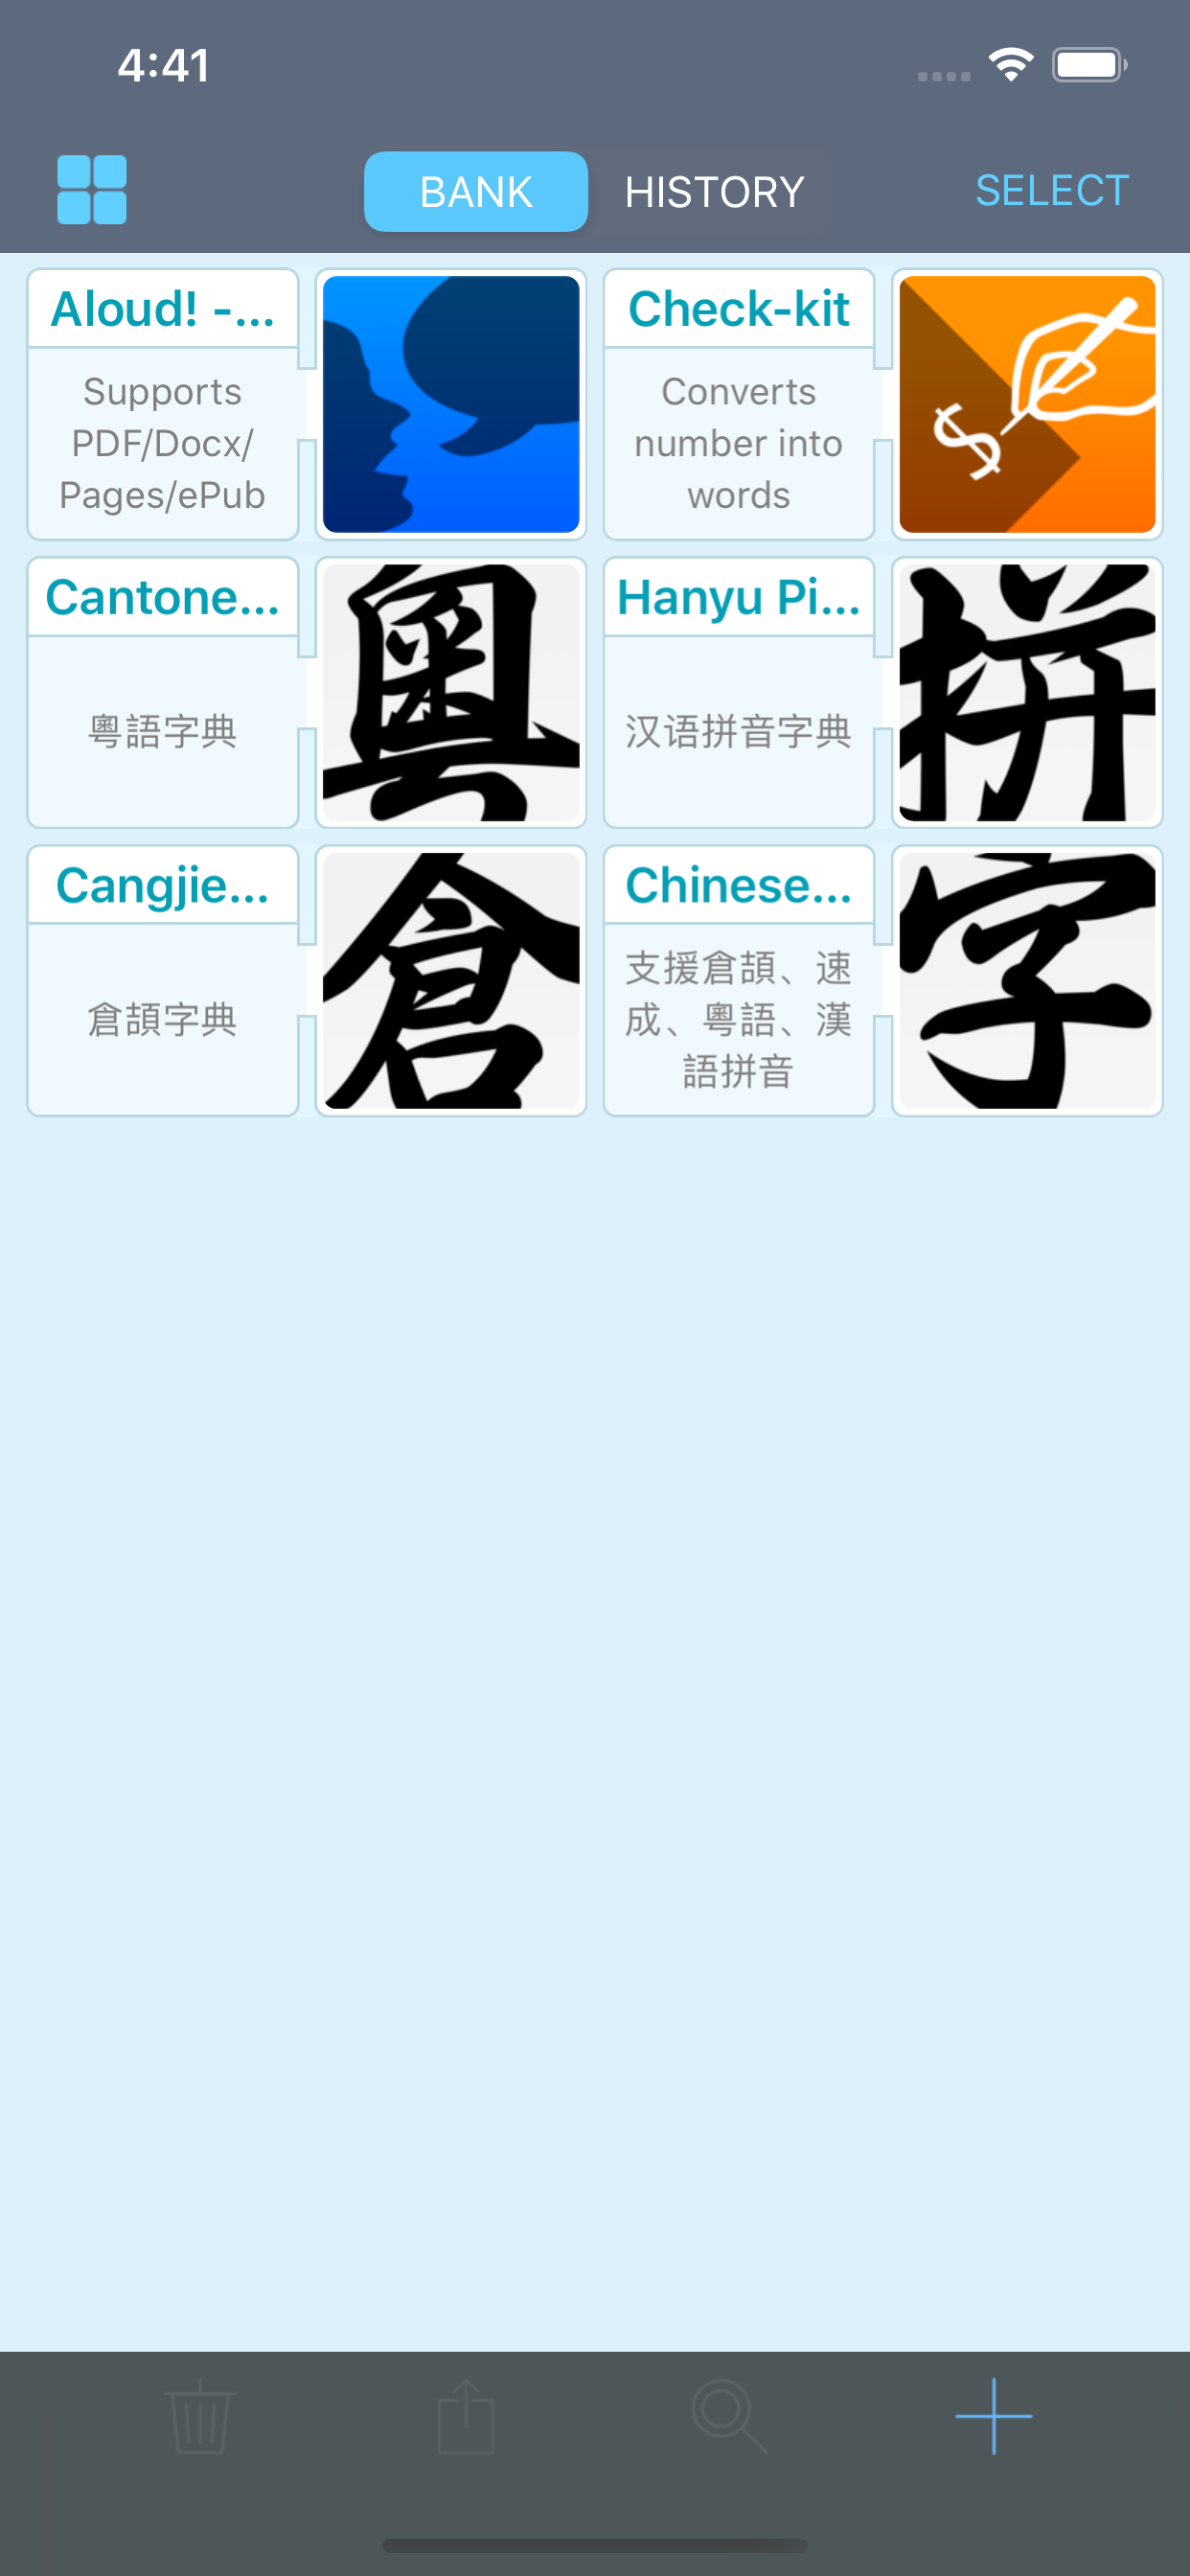 4:41
BANK
HISTORY
SELECT
Aloud! -...
Supports
PDF/Docx/
Pages/ePub
Check-kit
Converts
number into
words
$
Cantone...
粵語字典
粵
Hanyu Pi...
汉语拼音字典
拼
Cangjie...
倉頡字典
倉
Chinese...
支援倉頡、速
成、粵語、漢
語拼音
字